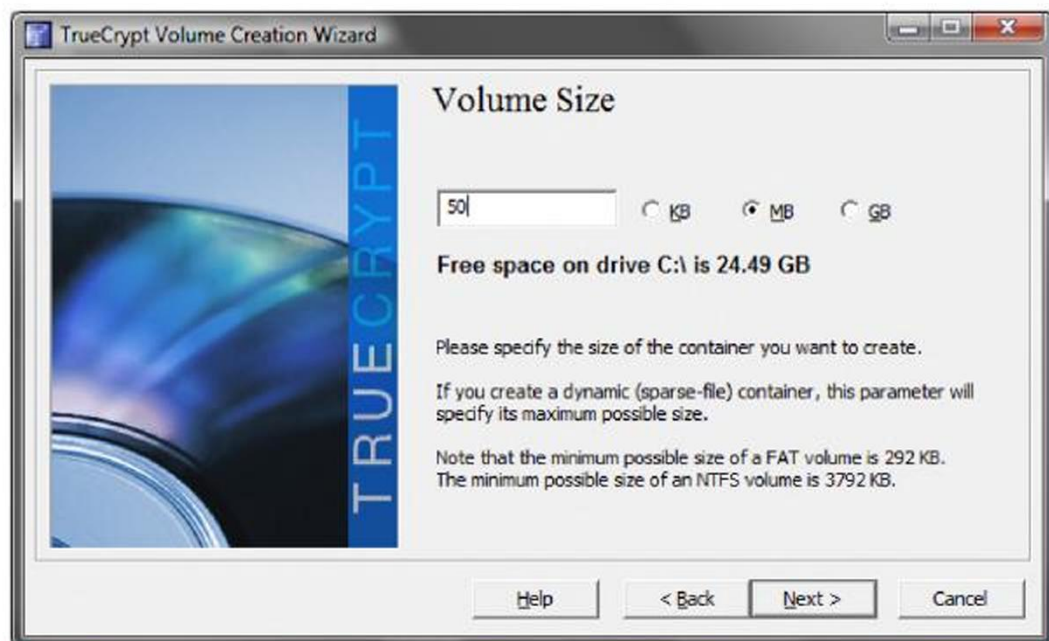 TrueCrypt Volume Creation Wizard
TRUECRYPT
Volume Size
50
KB MB GB
Free space on drive C:\ is 24.49 GB
Please specify the size of the container you want to create.
If you create a dynamic (sparse-file) container, this parameter will
specify its maximum possible size.
Note that the minimum possible size of a FAT volume is 292 KB.
The minimum possible size of an NTFS volume is 3792 KB.
Help < Back Next > Cancel